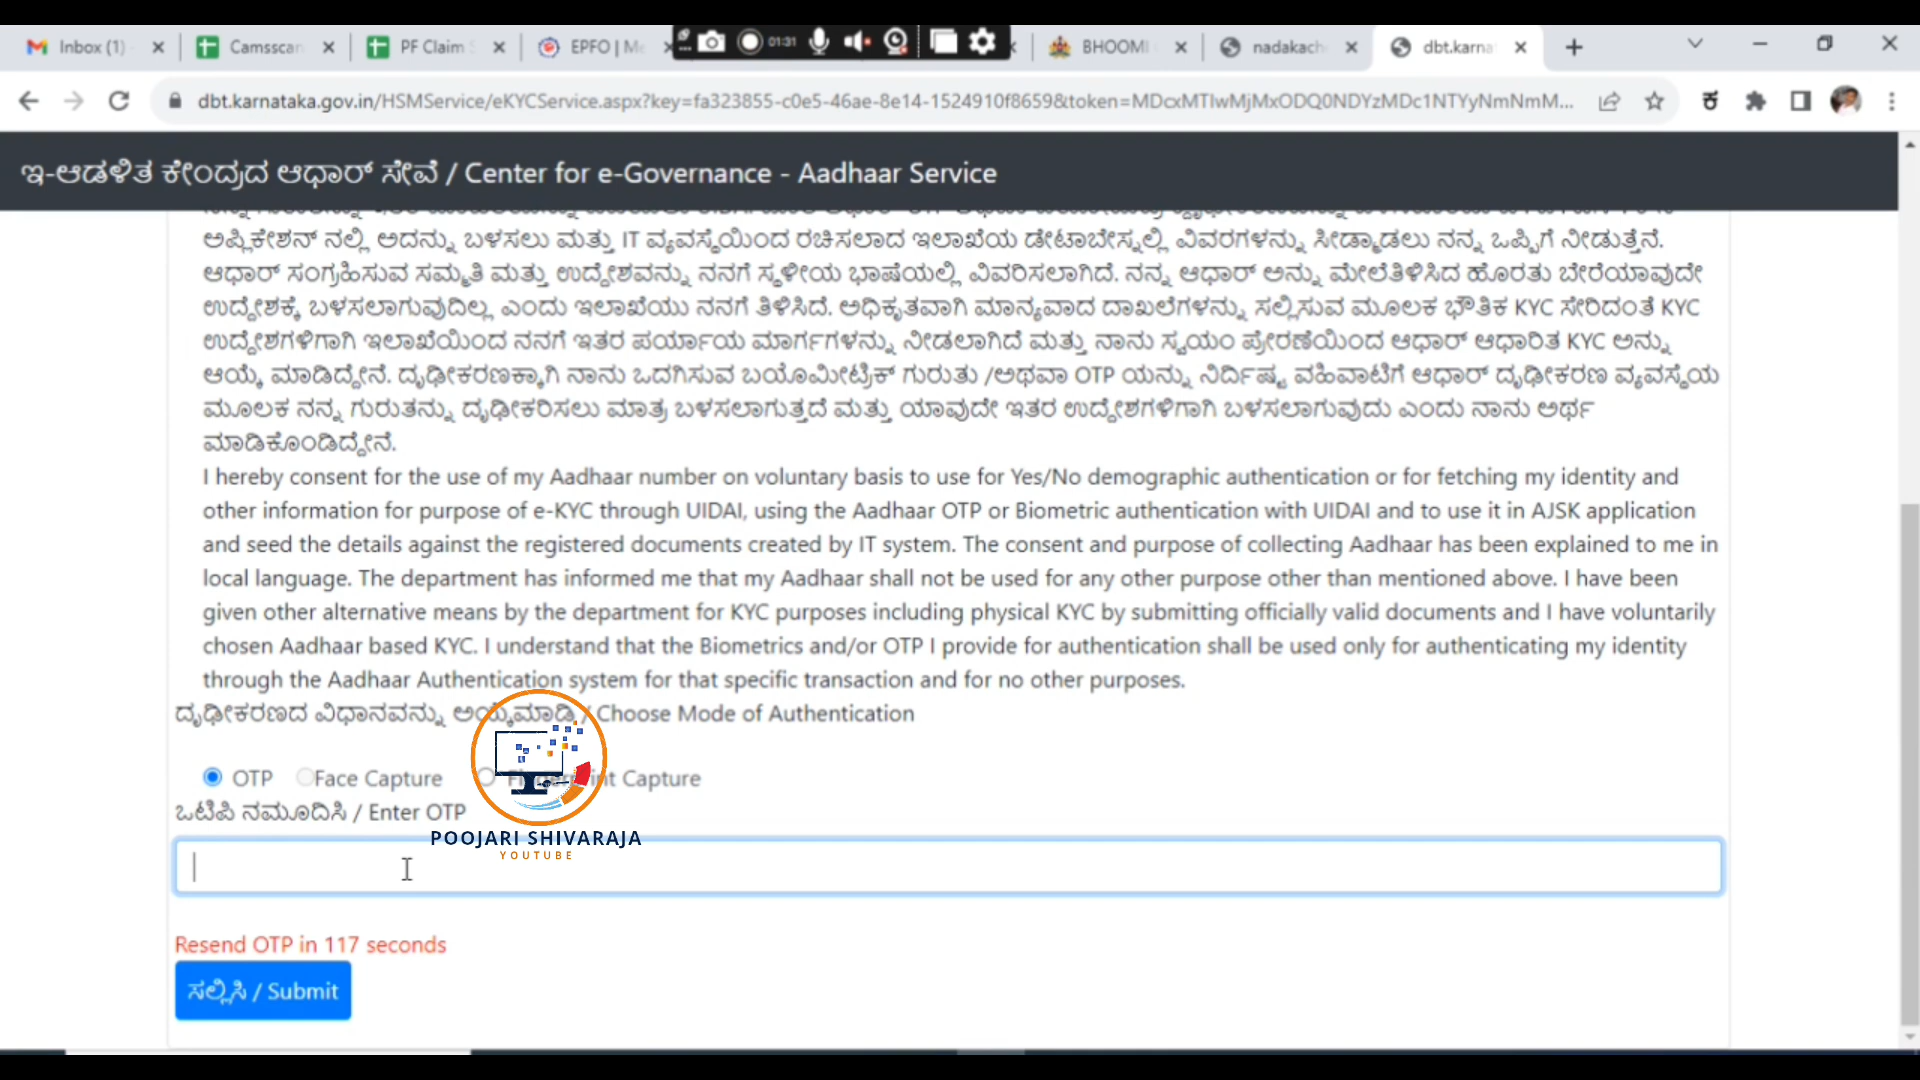 Inbox (1)
Camsscan
PF Claim S
EPFO | Me
01:31
BHOOMI
nadakach
dbt.karna
dbt.karnataka.gov.in/HSMService/eKYCService.aspx?key=fa323855-c0e5-46ae-8e14-1524910f8659&token=MDcxMTIwMjMxODQ0NDYzMDc1NTYyNmNmM...
ಕ
ಇ-ಆಡಳಿತ ಕೇಂದ್ರದ ಆಧಾರ್ ಸೇವೆ / Center for e-Governance - Aadhaar Service
ಅಪ್ಲಿಕೇಶನ್ ನಲ್ಲಿ ಅದನ್ನು ಬಳಸಲು ಮತ್ತು IT ವ್ಯವಸ್ಥೆಯಿಂದ ರಚಿಸಲಾದ ಇಲಾಖೆಯ ಡೇಟಾಬೇಸ್ನಲ್ಲಿ ವಿವರಗಳನ್ನು ಸೀಡ್ಮಾಡಲು ನನ್ನ ಒಪ್ಪಿಗೆ ನೀಡುತ್ತೆನೆ.
ಆಧಾರ್ ಸಂಗ್ರಹಿಸುವ ಸಮ್ಮತಿ ಮತ್ತು ಉದ್ದೇಶವನ್ನು ನನಗೆ ಸ್ಥಳೀಯ ಭಾಷೆಯಲ್ಲಿ ವಿವರಿಸಲಾಗಿದೆ. ನನ್ನ ಆಧಾರ್ ಅನ್ನು ಮೇಲೆತಿಳಿಸಿದ ಹೊರತು ಬೇರೆಯಾವುದೇ
ಉದ್ದೇಶಕ್ಕೆ ಬಳಸಲಾಗುವುದಿಲ್ಲ ಎಂದು ಇಲಾಖೆಯು ನನಗೆ ತಿಳಿಸಿದೆ. ಅಧಿಕೃತವಾಗಿ ಮಾನ್ಯವಾದ ದಾಖಲೆಗಳನ್ನು ಸಲ್ಲಿಸುವ ಮೂಲಕ ಭೌತಿಕ KYC ಸೇರಿದಂತೆ KYC
ಉದ್ದೇಶಗಳಿಗಾಗಿ ಇಲಾಖೆಯಿಂದ ನನಗೆ ಇತರ ಪರ್ಯಾಯ ಮಾರ್ಗಗಳನ್ನು ನೀಡಲಾಗಿದೆ ಮತ್ತು ನಾನು ಸ್ವಯಂ ಪ್ರೇರಣೆಯಿಂದ ಆಧಾರ್ ಆಧಾರಿತ KYC ಅನ್ನು
ಆಯ್ಕೆ ಮಾಡಿದ್ದೇನೆ. ದೃಢೀಕರಣಕ್ಕಾಗಿ ನಾನು ಒದಗಿಸುವ ಬಯೊಮೀಟ್ರಿಕ್ ಗುರುತು /ಅಥವಾ OTP ಯನ್ನು ನಿರ್ದಿಷ್ಟ ವಹಿವಾಟಿಗೆ ಆಧಾರ್ ದೃಢೀಕರಣ ವ್ಯವಸ್ಥೆಯ
ಮೂಲಕ ನನ್ನ ಗುರುತನ್ನು ದೃಢೀಕರಿಸಲು ಮಾತ್ರ ಬಳಸಲಾಗುತ್ತದೆ ಮತ್ತು ಯಾವುದೇ ಇತರ ಉದ್ದೇಶಗಳಿಗಾಗಿ ಬಳಸಲಾಗುವುದು ಎಂದು ನಾನು ಅರ್ಥ
ಮಾಡಿಕೊಂಡಿದ್ದೇನೆ.
I hereby consent for the use of my Aadhaar number on voluntary basis to use for Yes/No demographic authentication or for fetching my identity and
other information for purpose of e-KYC through UIDAI, using the Aadhaar OTP or Biometric authentication with UIDAI and to use it in AJSK application
and seed the details against the registered documents created by IT system. The consent and purpose of collecting Aadhaar has been explained to me in
local language. The department has informed me that my Aadhaar shall not be used for any other purpose other than mentioned above. I have been
given other alternative means by the department for KYC purposes including physical KYC by submitting officially valid documents and I have voluntarily
chosen Aadhaar based KYC. I understand that the Biometrics and/or OTP I provide for authentication shall be used only for authenticating my identity
through the Aadhaar Authentication system for that specific transaction and for no other purposes.
ದೃಢೀಕರಣದ ವಿಧಾನವನ್ನು ಆಯ್ಕೆಮಾಡಿ / Choose Mode of Authentication
OTP Face Capture Fingerprint Capture
ಒಟಿಪಿ ನಮೂದಿಸಿ / Enter OTP
POOJARI SHIVARAJA
YOUTUBE
Resend OTP in 117 seconds
ಸಲ್ಲಿಸಿ / Submit